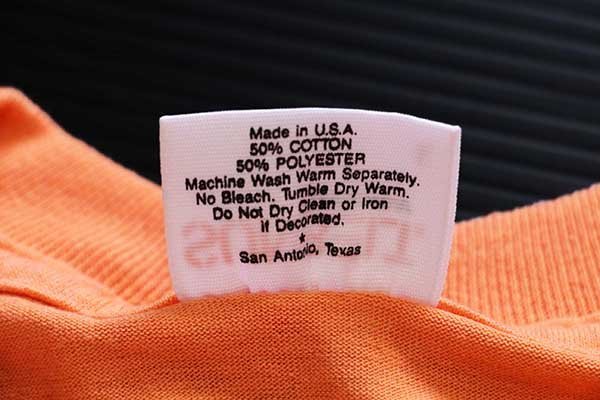 Made in U.S.A.
50% COTTON
50% POLYESTER
Machine Wash Warm Separately.
No Bleach. Tumble Dry Warm.
Do Not Dry Clean or Iron
if Decorated.
*
San Antonio, Texas